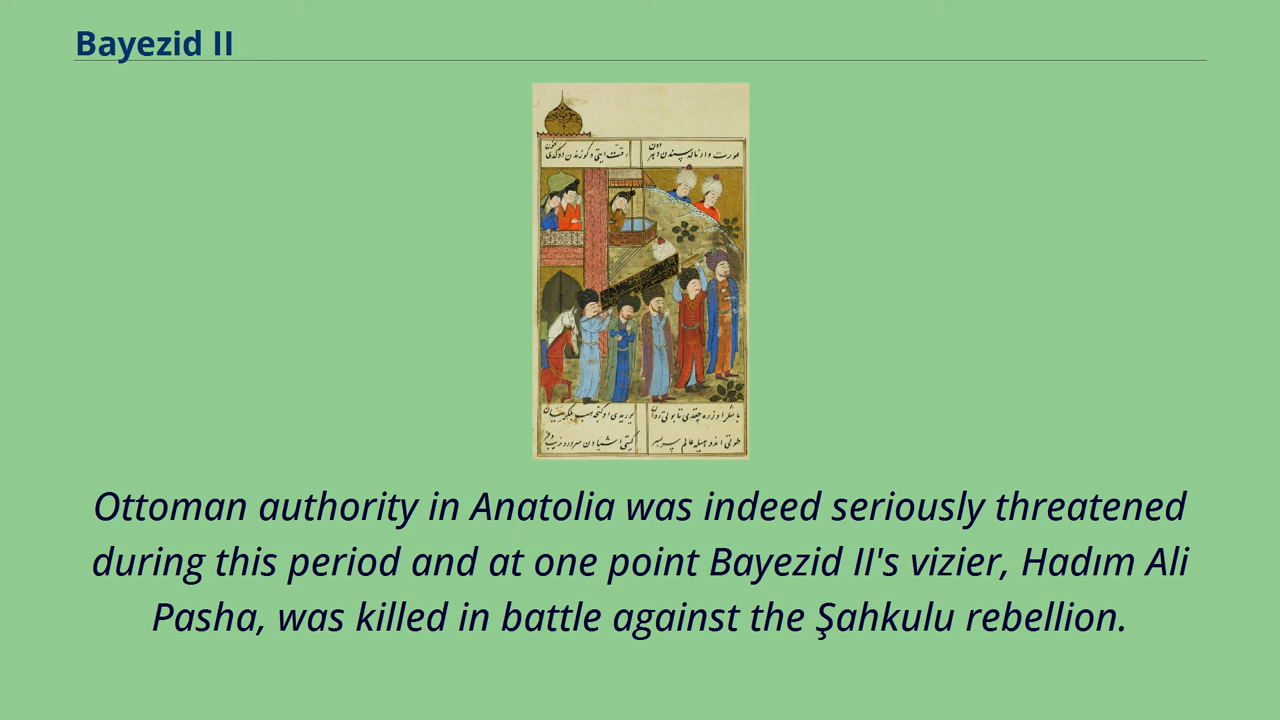 Bayezid II
Ottoman authority in Anatolia was indeed seriously threatened
during this period and at one point Bayezid II's vizier, Hadım Ali
Pasha, was killed in battle against the Şahkulu rebellion.